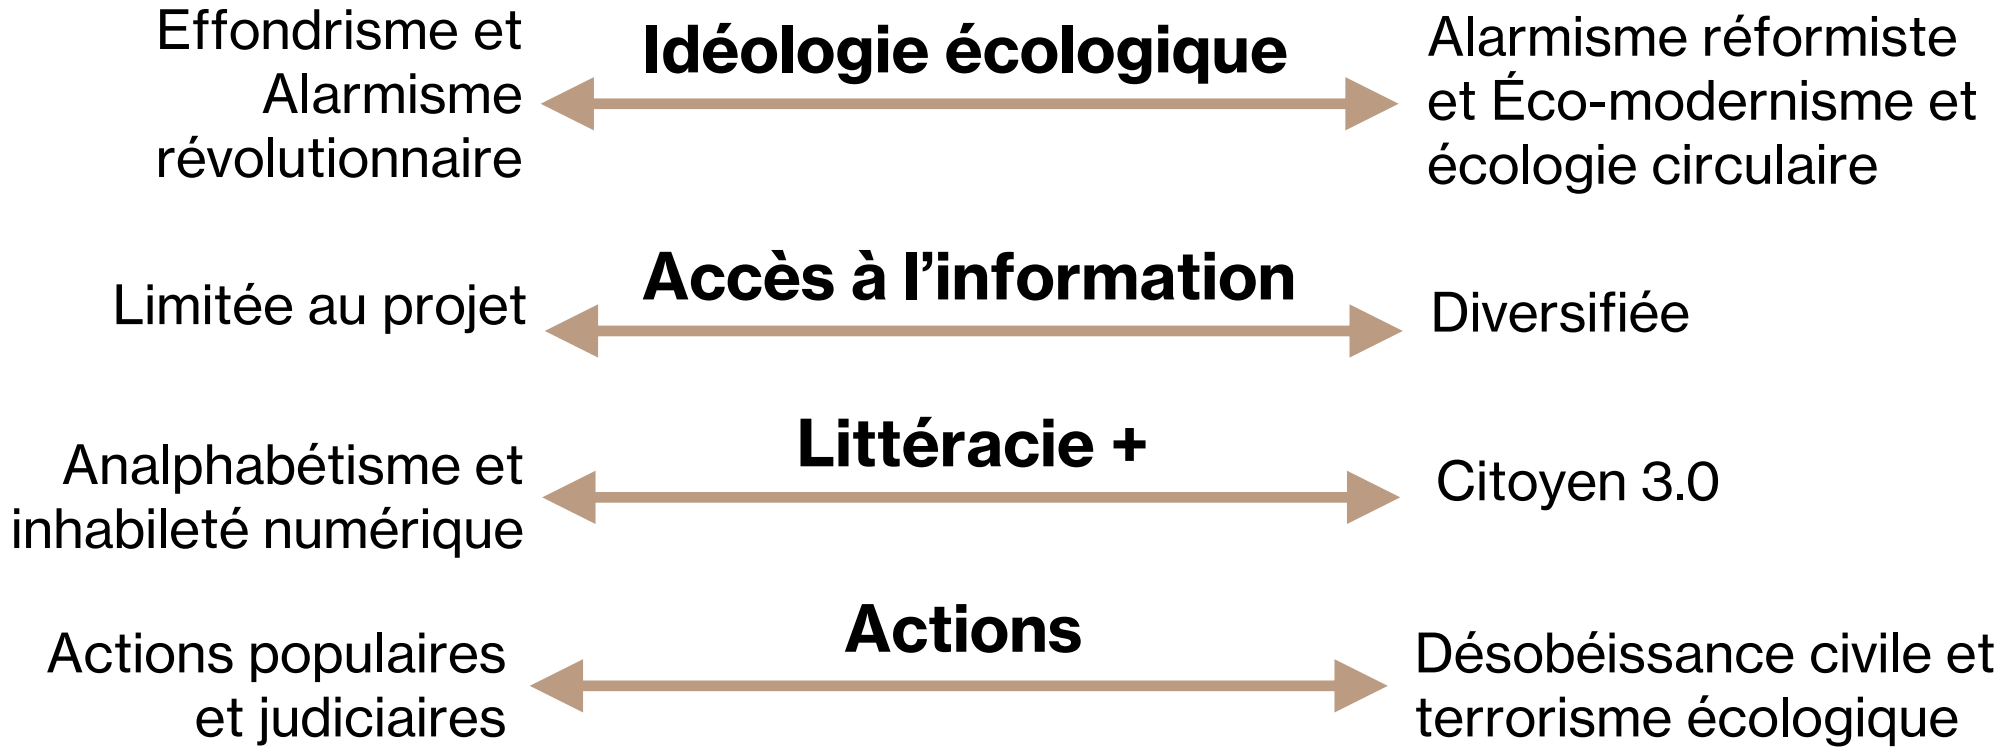 Effondrisme et
Alarmisme
révolutionnaire
Idéologie écologique
Alarmisme réformiste
et Éco-modernisme et
écologie circulaire
Limitée au projet
Accès à l’information
Diversifiée
Analphabétisme et
inhabileté numérique
Littéracie +
Citoyen 3.0
Actions populaires
et judiciaires
Actions
Désobéissance civile et
terrorisme écologique